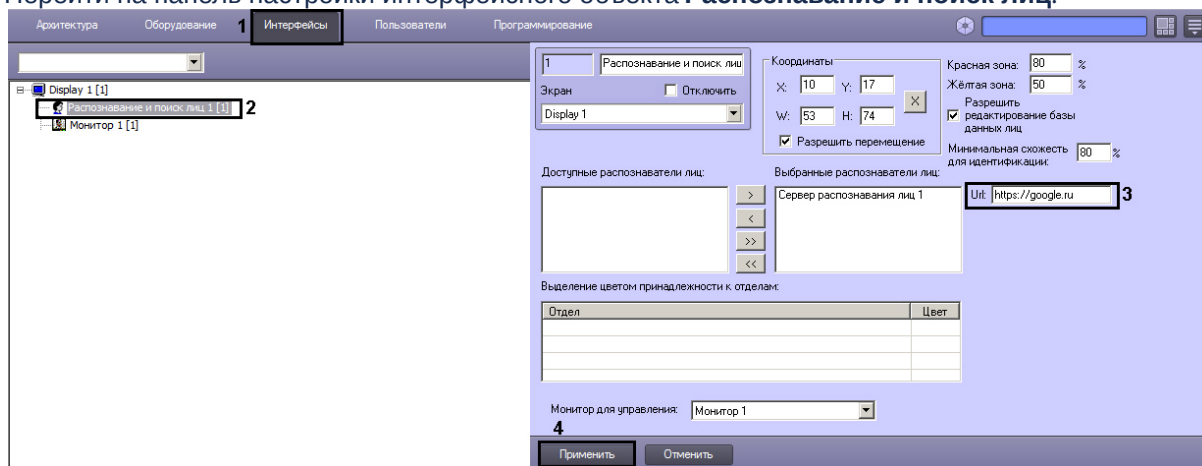 Перейти на панель настройки интерфейсного объекта Распознавание и поиск лиц.
Архитектура Оборудование 1 Интерфейсы Пользователи Программирование
Display 1 [1]
Распознавание и поиск лиц 1 [1] 2
Монитор 1 [1]
1 Распознавание и поиск лиц
Экран Отключить
Display 1
Координаты
X: 10 Y: 17
W: 53 H: 74 X
Разрешить перемещение
Красная зона: 80 %
Жёлтая зона: 50 %
Разрешить
редактирование базы
данных лиц
Минимальная схожесть
для идентификации: 80 %
Доступные распознаватели лиц: Выбранные распознаватели лиц:
> Сервер распознавания лиц 1
<
>>
<<
Url: https://google.ru 3
Выделение цветом принадлежности к отделам:
Отдел Цвет
Монитор для управления: Монитор 1
4
Применить Отменить